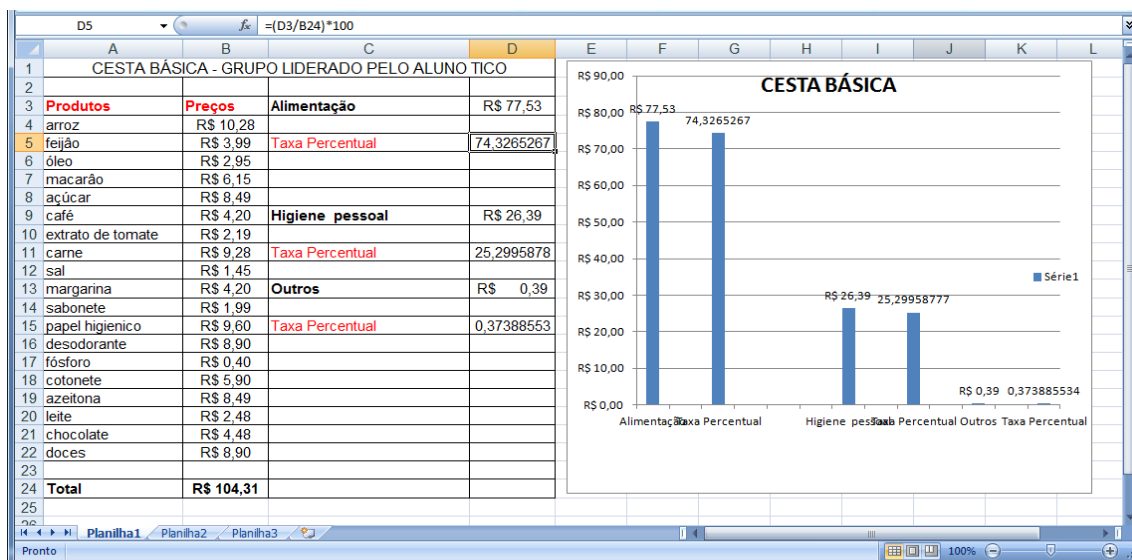 D5 fx =(D3/B24)*100
A B C D E F G H I J K L
1 CESTA BÁSICA - GRUPO LIDERADO PELO ALUNO TICO
2
3 Produtos Preços Alimentação R$ 77,53
4 arroz R$ 10,28
5 feijão R$ 3,99 Taxa Percentual 74,3265267
6 óleo R$ 2,95
7 macarâo R$ 6,15
8 açúcar R$ 8,49
9 café R$ 4,20 Higiene pessoal R$ 26,39
10 extrato de tomate R$ 2,19
11 carne R$ 9,28 Taxa Percentual 25,2995878
12 sal R$ 1,45
13 margarina R$ 4,20 Outros R$ 0,39
14 sabonete R$ 1,99
15 papel higienico R$ 9,60 Taxa Percentual 0,37388553
16 desodorante R$ 8,90
17 fósforo R$ 0,40
18 cotonete R$ 5,90
19 azeitona R$ 8,49
20 leite R$ 2,48
21 chocolate R$ 4,48
22 doces R$ 8,90
23
24 Total R$ 104,31
25
26
CESTA BÁSICA
R$ 90,00
R$ 80,00
R$ 70,00
R$ 60,00
R$ 50,00
R$ 40,00
R$ 30,00
R$ 20,00
R$ 10,00
R$ 0,00
R$ 77,53
74,3265267
R$ 26,39 25,29958777
R$ 0,39 0,373885534
Série1
Alimentação Taxa Percentual Higiene pessoal Taxa Percentual Outros Taxa Percentual
Planilha1 Planilha2 Planilha3
Pronto 100%